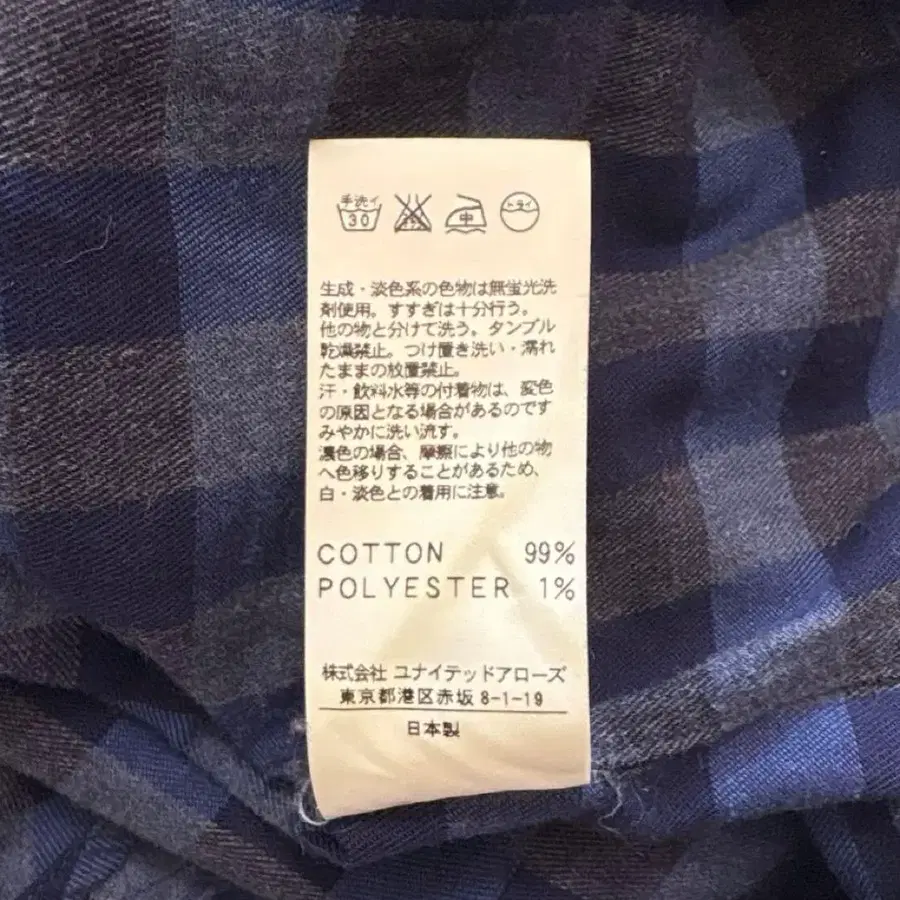 手洗イ
30
中
ドライ
生成・淡色系の色物は無蛍光洗
剤使用。すすぎは十分行う。
他の物と分けて洗う。タンブル
乾燥禁止。つけ置き洗い・濡れ
たままの放置禁止。
汗・飲料水等の付着物は、変色
の原因となる場合があるのです
みやかに洗い流す。
濃色の場合、摩擦により他の物
へ色移りすることがあるため、
白・淡色との着用に注意。
COTTON 99%
POLYESTER 1%
株式会社 ユナイテッドアローズ
東京都港区赤坂 8-1-19
日本製